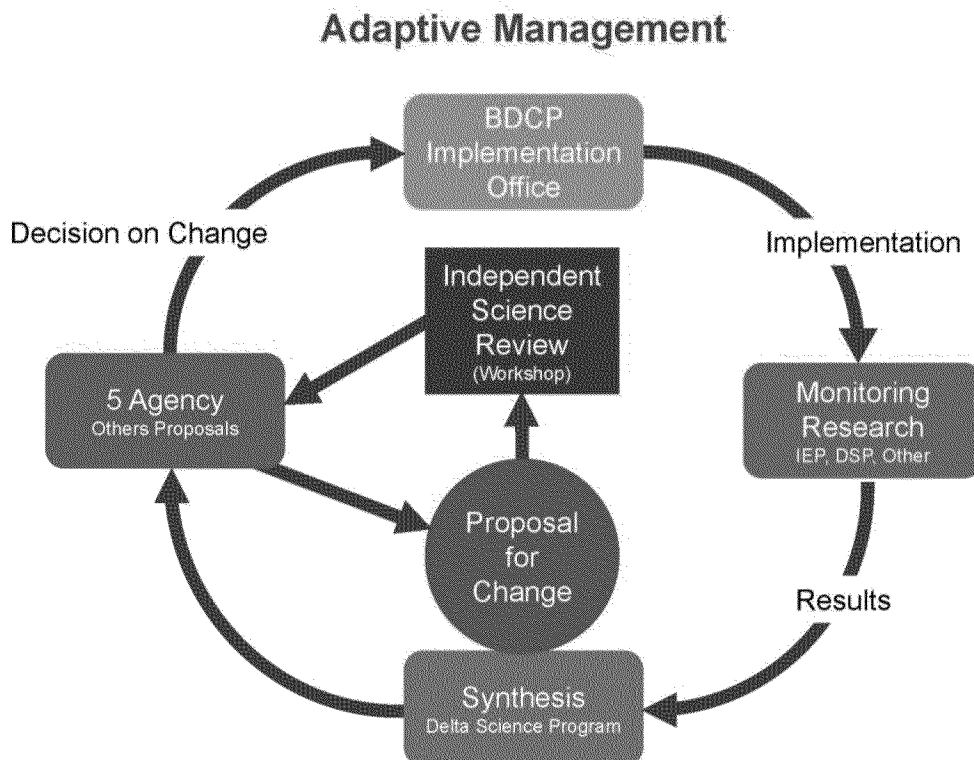 Adaptive Management
BDCP
Implementation
Office
Decision on Change
Implementation
Independent
Science
Review
(Workshop)
5 Agency
Others Proposals
Monitoring
Research
IEP, DSP, Other
Proposal
for
Change
Results
Synthesis
Delta Science Program